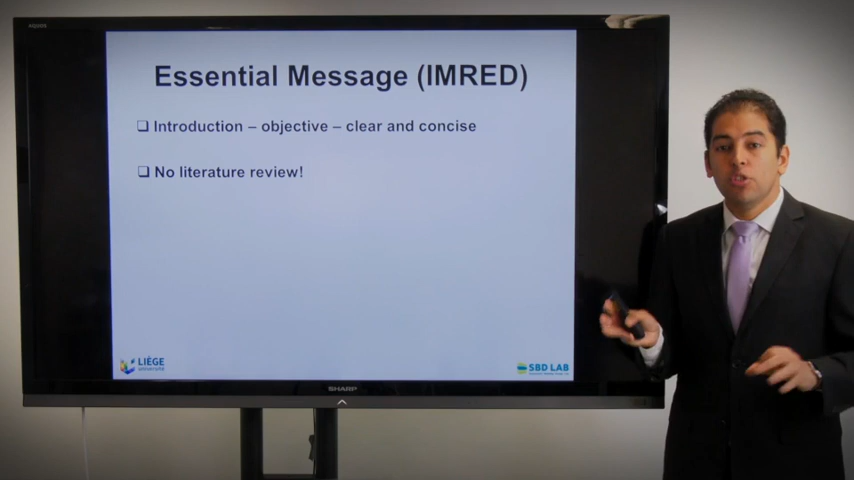 Essential Message (IMRED)
❑ Introduction – objective – clear and concise
❑ No literature review!
LIÈGE
université
SBD LAB
SHARP